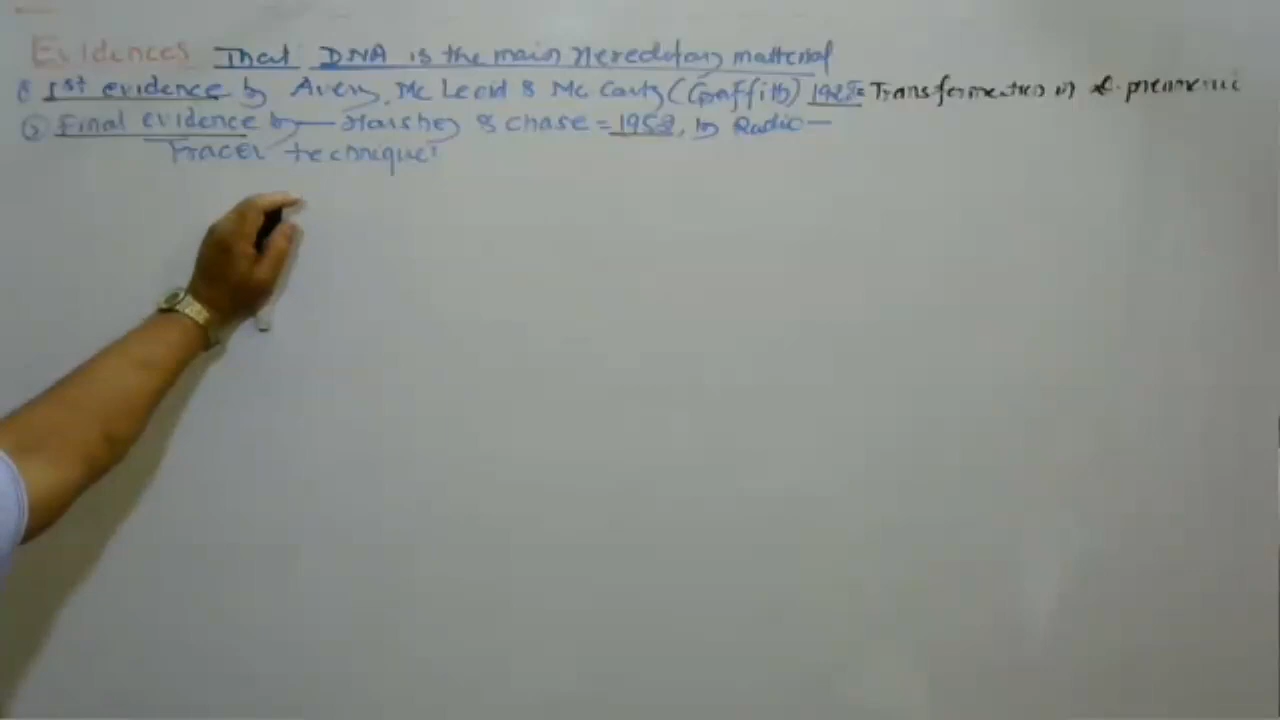 Evidences That DNA is the main Hereditary material
1st evidence by Avery, Mc Leod & Mc Carty (Griffith) 1928 = Transformation in
② Final evidence by — Harshey & Chase = 1952, by Radio —
Tracer technique